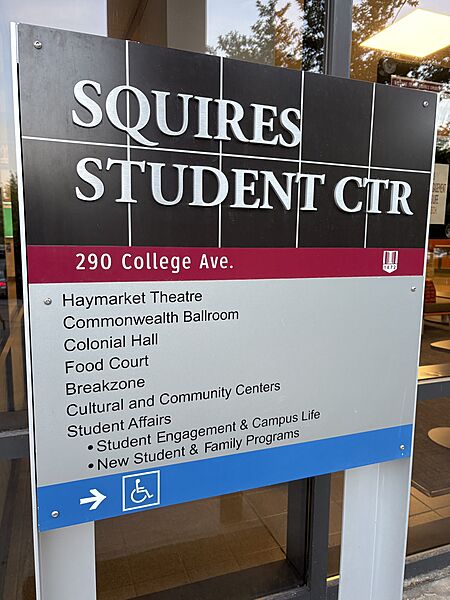 SQUIRES
STUDENT CTR
290 College Ave.
1872
Haymarket Theatre
Commonwealth Ballroom
Colonial Hall
Food Court
Breakzone
Cultural and Community Centers
Student Affairs
• Student Engagement & Campus Life
• New Student & Family Programs